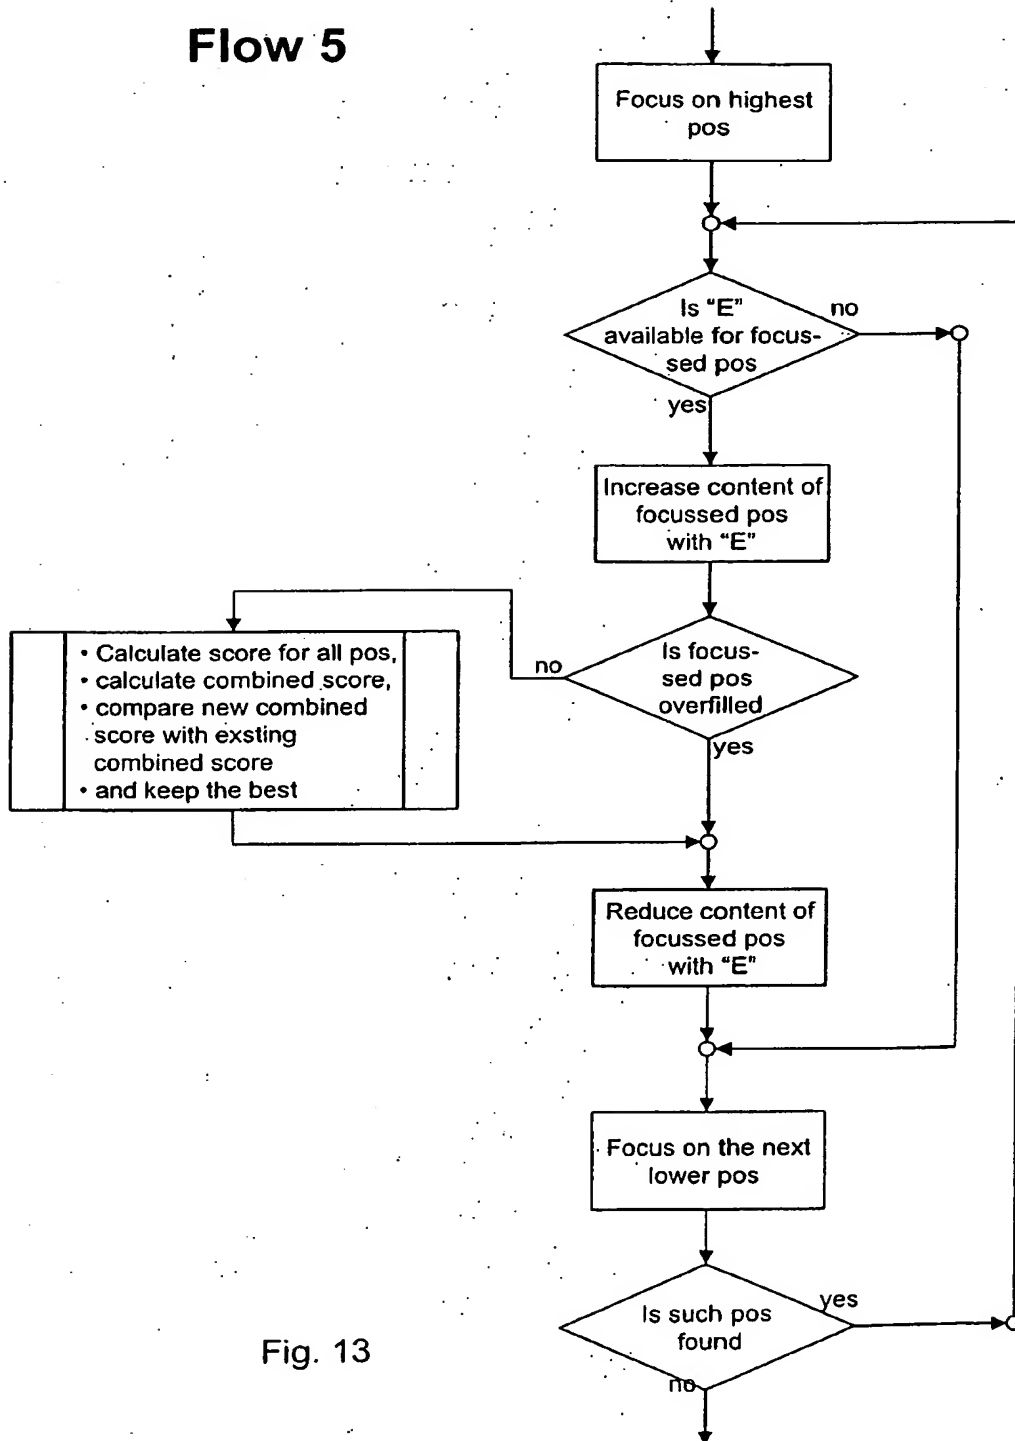 Flow 5
Focus on highest
pos
Is "E"
available for focus-
sed pos
no
yes
Increase content of
focussed pos
with "E"
Is focus-
sed pos
overfilled
no
yes
• Calculate score for all pos,
• calculate combined score,
• compare new combined
score with exsting
combined score
• and keep the best
Reduce content of
focussed pos
with "E"
Focus on the next
lower pos
Is such pos
found
yes
no
Fig. 13